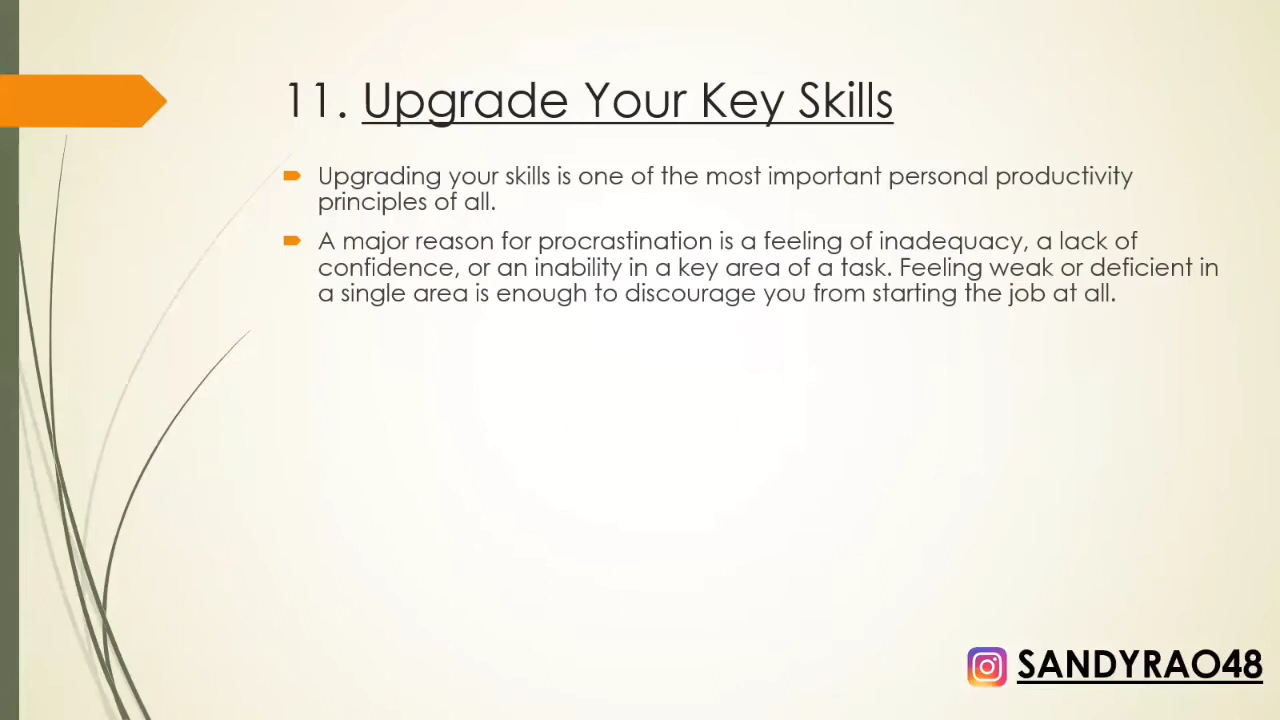 11. Upgrade Your Key Skills
Upgrading your skills is one of the most important personal productivity
principles of all.
A major reason for procrastination is a feeling of inadequacy, a lack of
confidence, or an inability in a key area of a task. Feeling weak or deficient in
a single area is enough to discourage you from starting the job at all.
SANDYRAO48